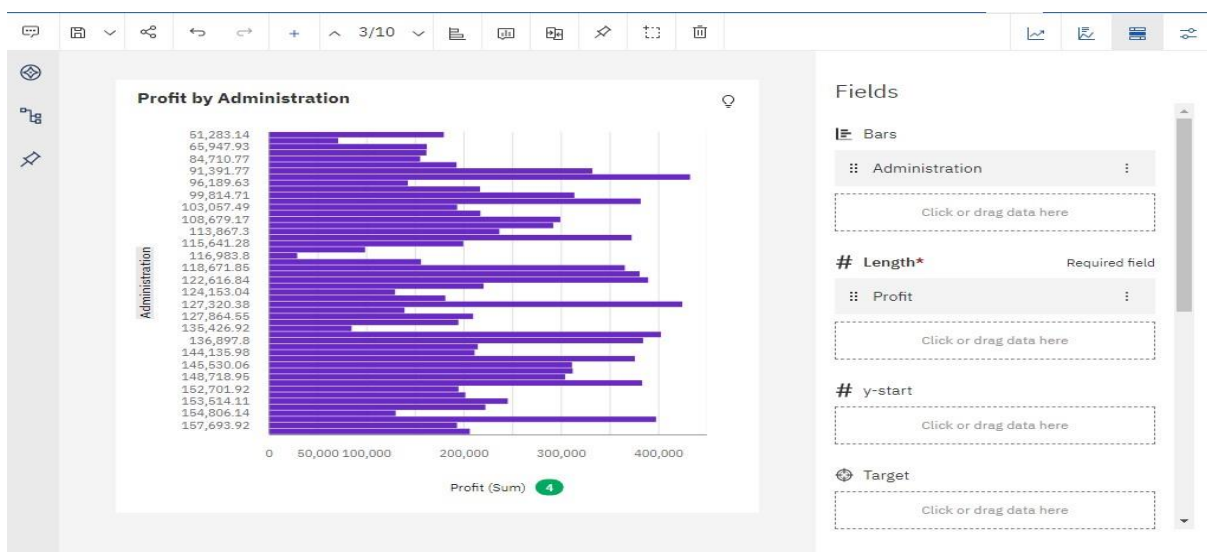 3/10
Profit by Administration
51,283.14
65,947.93
84,710.77
91,391.77
96,189.63
99,814.71
103,057.49
108,679.17
113,867.3
115,641.28
116,983.8
118,671.85
122,616.84
124,153.04
127,320.38
127,864.55
135,426.92
136,897.8
144,135.98
145,530.06
148,718.95
152,701.92
153,514.11
154,806.14
157,693.92
Administration
0 50,000 100,000 200,000 300,000 400,000
Profit (Sum) 4
Fields
Bars
Administration
Click or drag data here
# Length* Required field
Profit
Click or drag data here
# y-start
Click or drag data here
Target
Click or drag data here